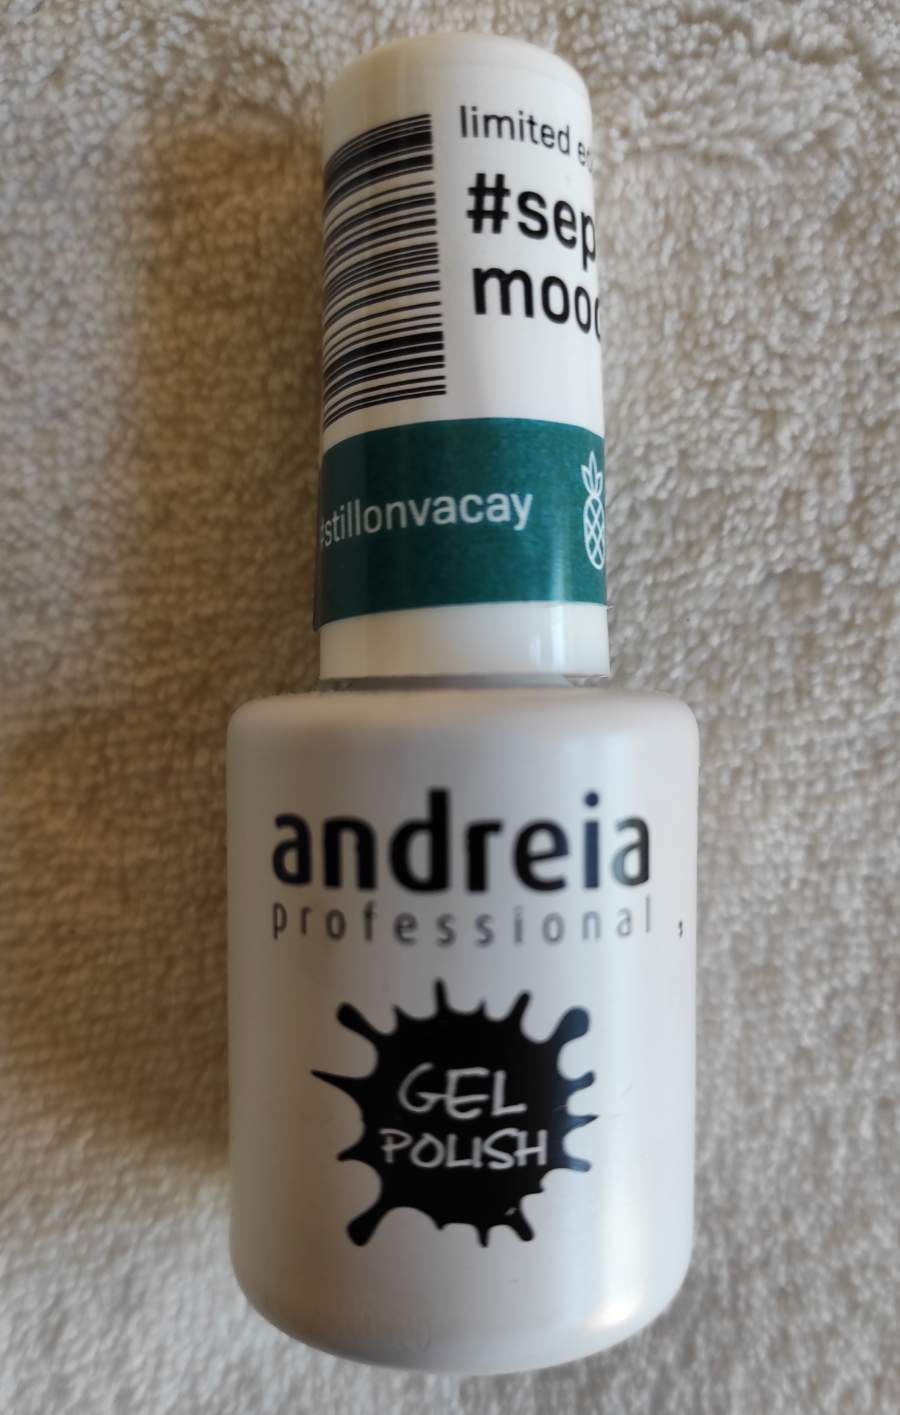 limited
#sep
mood
#stillonvacay
andreia
professional
GEL
POLISH